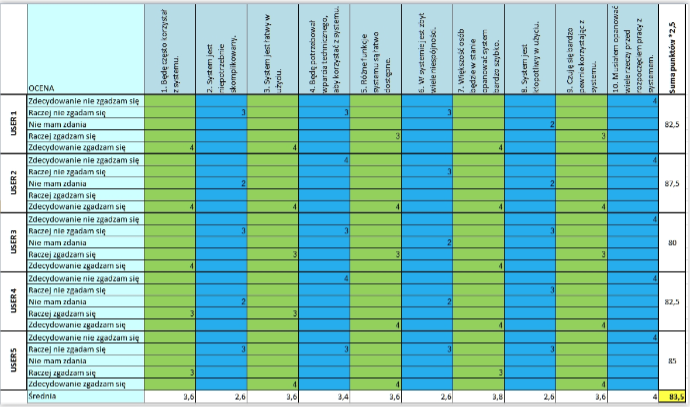 OCENA
1. Będę często korzystał
z systemu.
2. System jest
niepotrzebnie
skomplikowany.
3. System jest łatwy w
użyciu.
4. Będę potrzebował
wsparcia technicznego,
aby korzystać z systemu.
5. Różne funkcje
systemu są łatwo
dostępne.
6. W systemie jest zbyt
wiele niespójności.
7. Większość osób
będzie w stanie
opanować system
bardzo szybko.
8. System jest
kłopotliwy w użyciu.
9. Czuję się bardzo
pewnie korzystając z
systemu.
10. Musiałem opanować
wiele rzeczy przed
rozpoczęciem pracy z
systemem.
Suma punktów *2,5
USER 1
Zdecydowanie nie zgadzam się 4
Raczej nie zgadam się 3 3 3
Nie mam zdania 2
Raczej zgadzam się 3 3
Zdecydowanie zgadzam się 4 4 4
82,5
USER 2
Zdecydowanie nie zgadzam się 4 4
Raczej nie zgadam się 3
Nie mam zdania 2 2
Raczej zgadzam się
Zdecydowanie zgadzam się 4 4 4 4 4
87,5
USER 3
Zdecydowanie nie zgadzam się 4
Raczej nie zgadam się 3 3 3
Nie mam zdania 2
Raczej zgadzam się 3 3 3
Zdecydowanie zgadzam się 4 4
80
USER 4
Zdecydowanie nie zgadzam się 4 4
Raczej nie zgadam się 3
Nie mam zdania 2 2
Raczej zgadzam się 3 3
Zdecydowanie zgadzam się 4 4 4
82,5
USER 5
Zdecydowanie nie zgadzam się 4
Raczej nie zgadam się 3 3 3 3
Nie mam zdania
Raczej zgadzam się 3 3
Zdecydowanie zgadzam się 4 4 4
85
Średnia 3,6 2,6 3,6 3,4 3,6 2,6 3,8 2,6 3,6 4 83,5